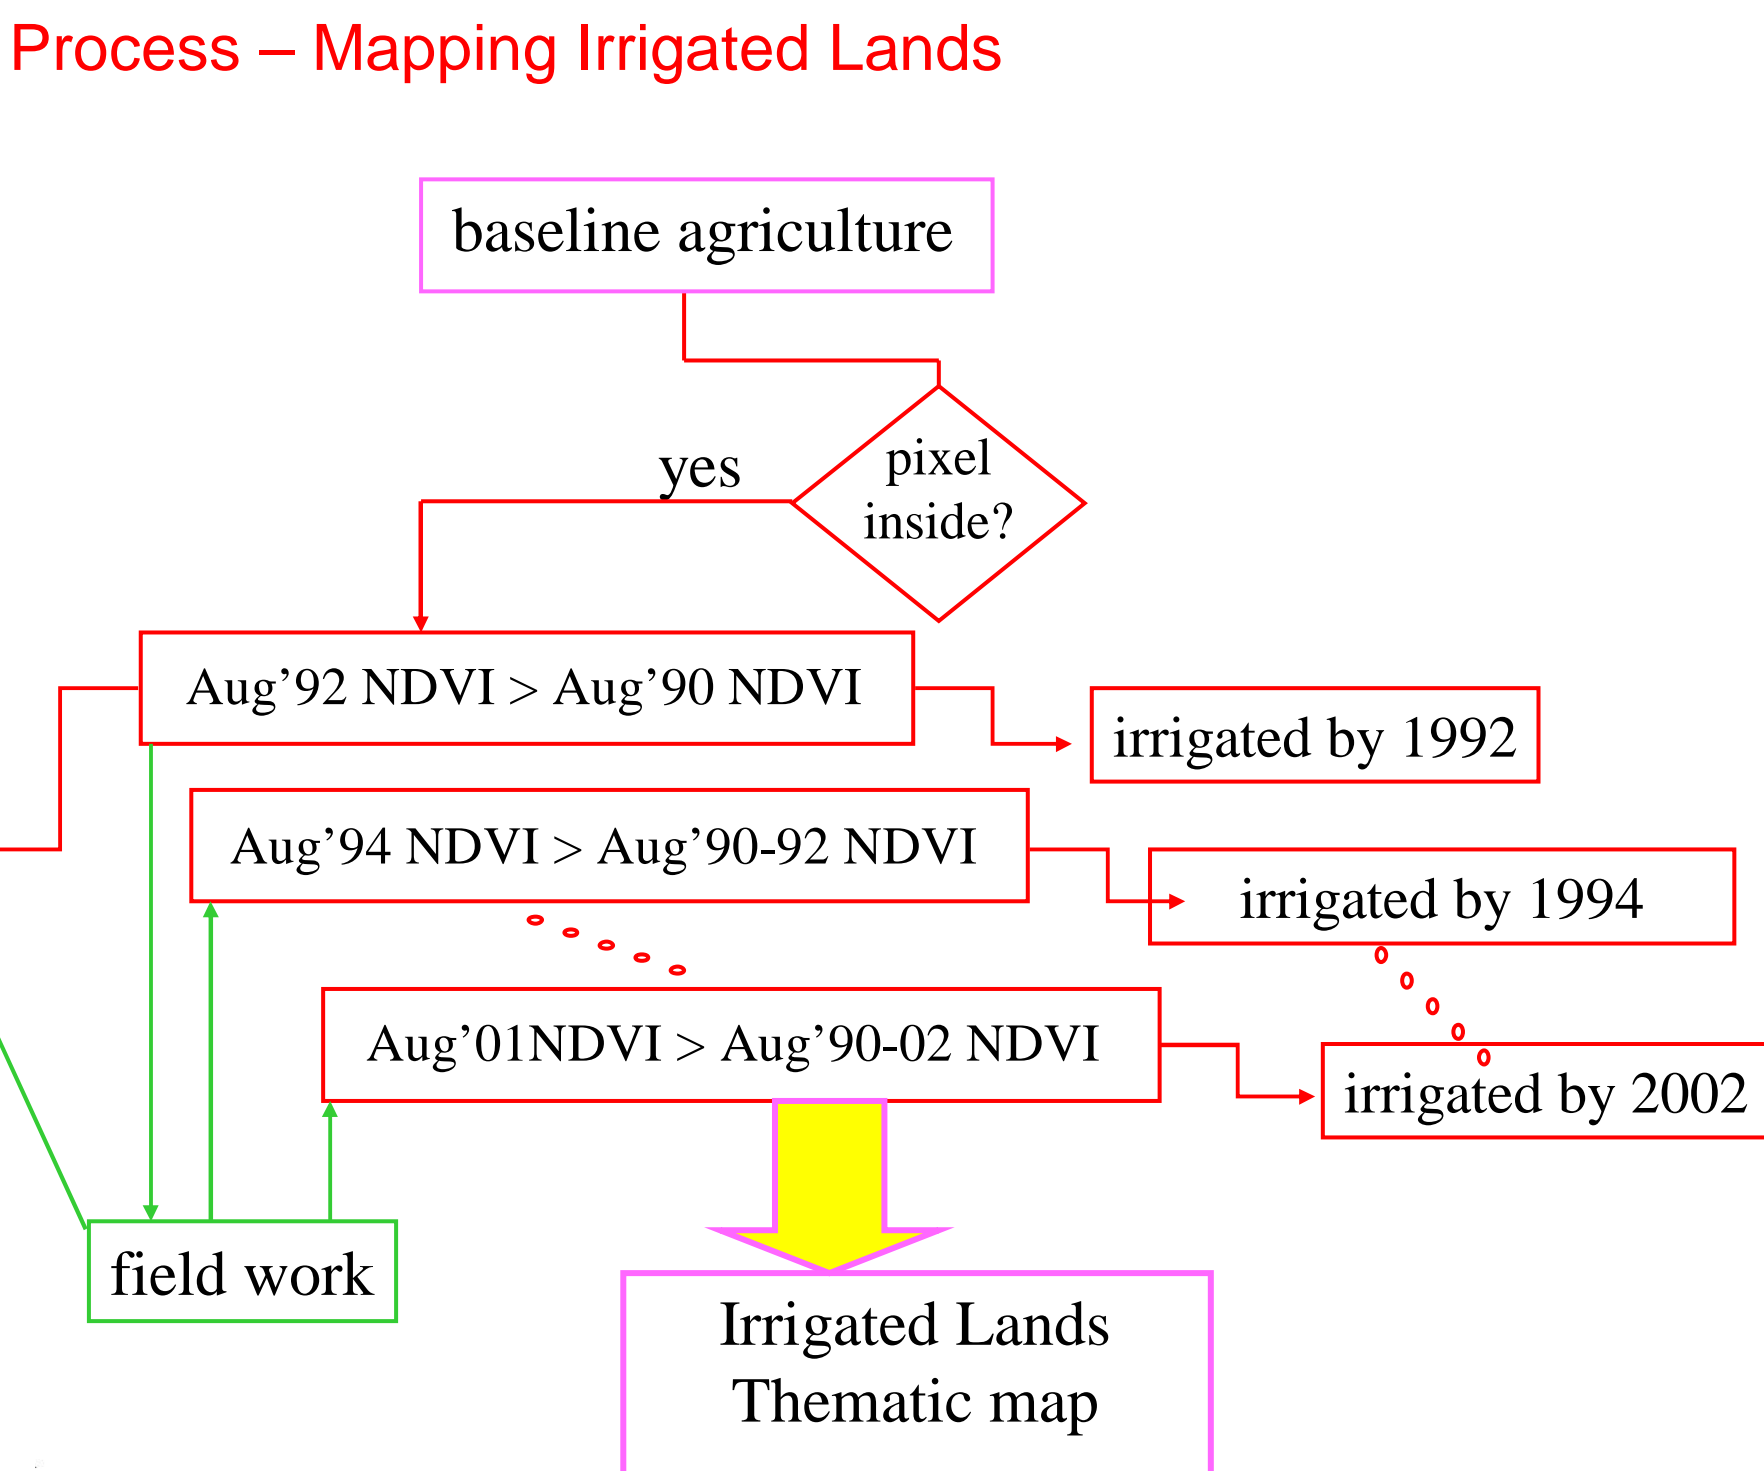 Process – Mapping Irrigated Lands
baseline agriculture
pixel
inside?
yes
Aug’92 NDVI > Aug’90 NDVI
irrigated by 1992
Aug’94 NDVI > Aug’90-92 NDVI
irrigated by 1994
Aug’01NDVI > Aug’90-02 NDVI
irrigated by 2002
field work
Irrigated Lands
Thematic map